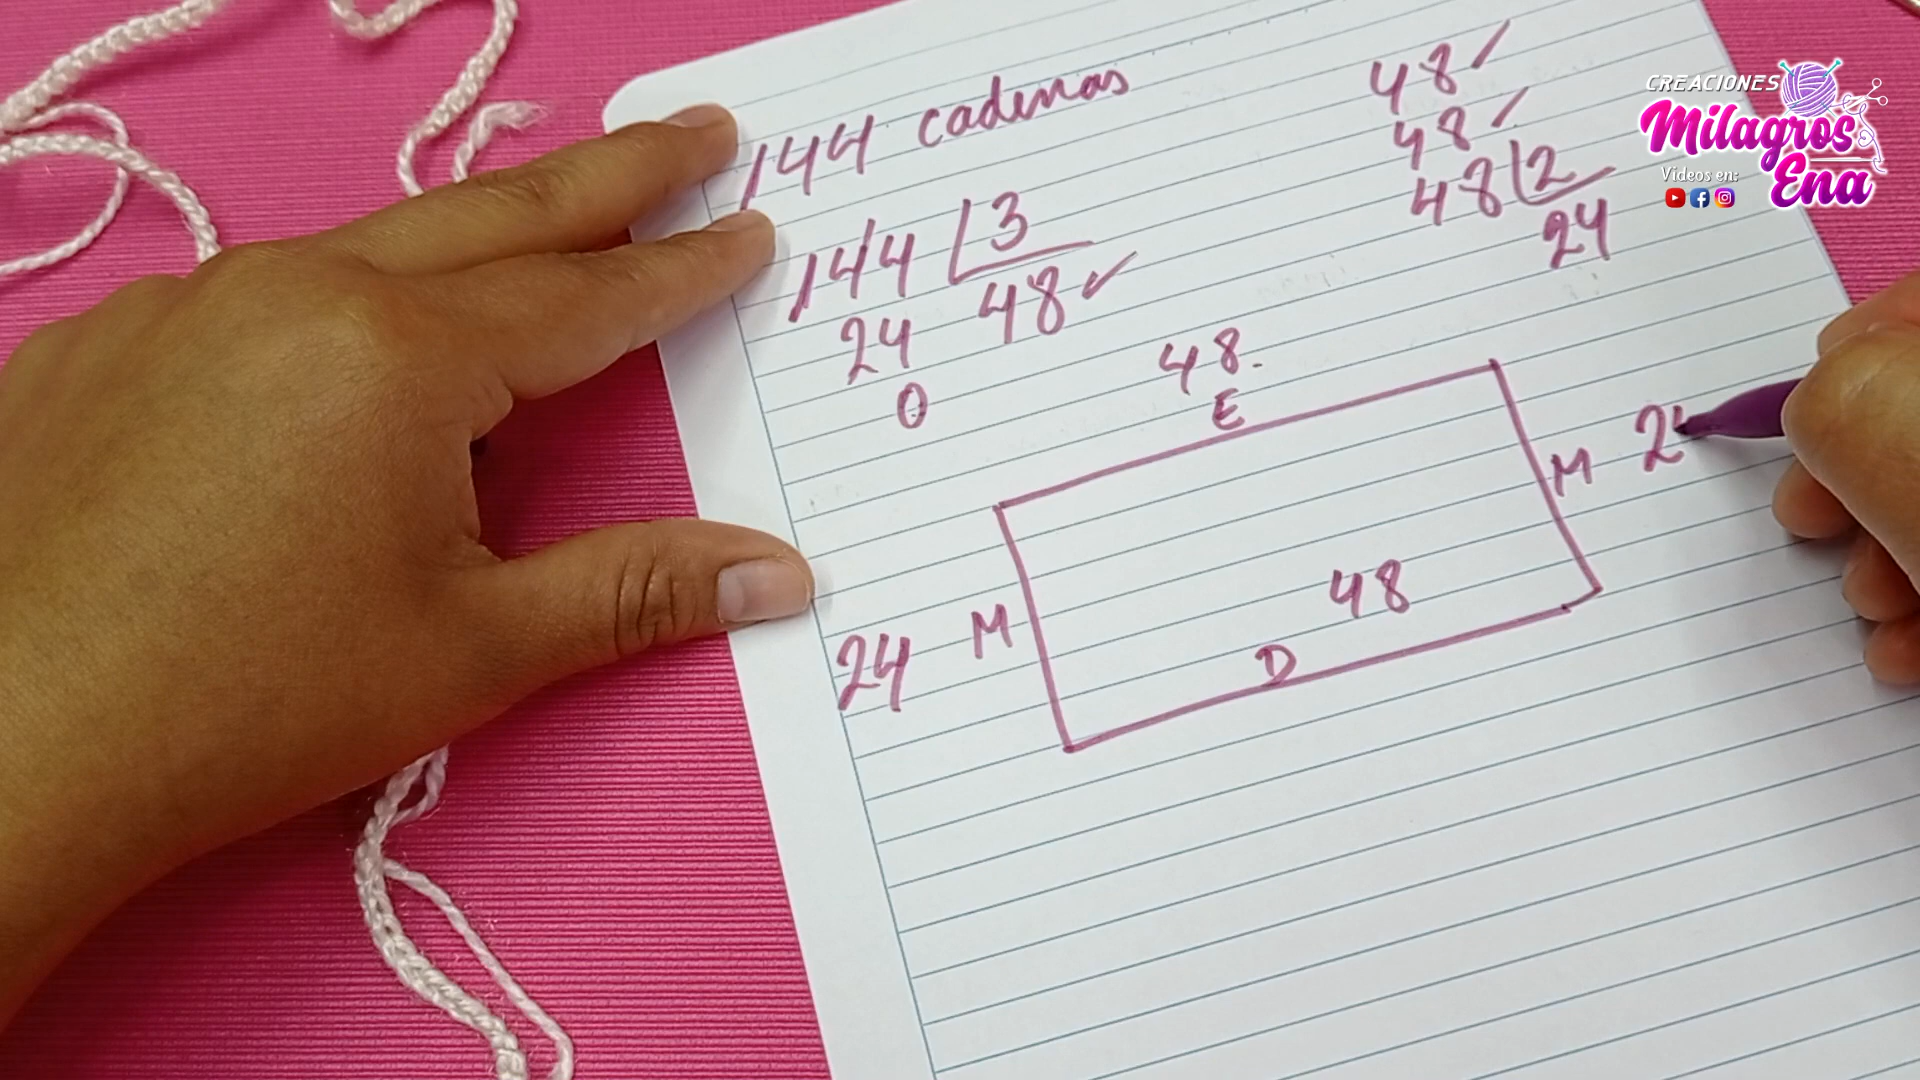 144 cadenas
144 3
24 48 ✓
0
48 ✓
48 ✓
48 2
24
48.
E
M 24
48
D
24 M
CREACIONES
Milagros
Ena
Videos en: